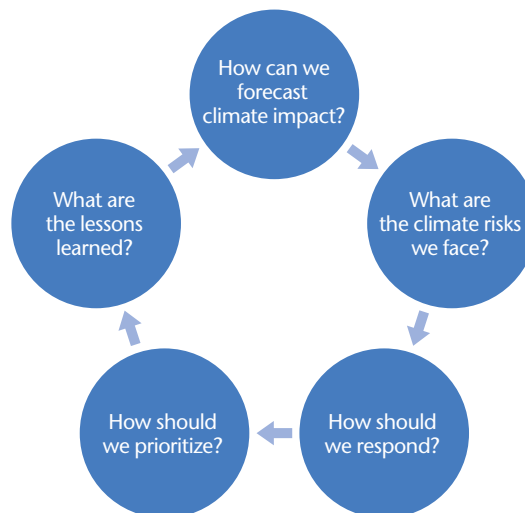 How can we
forecast
climate impact?
What are
the climate risks
we face?
How should
we respond?
How should
we prioritize?
What are
the lessons
learned?